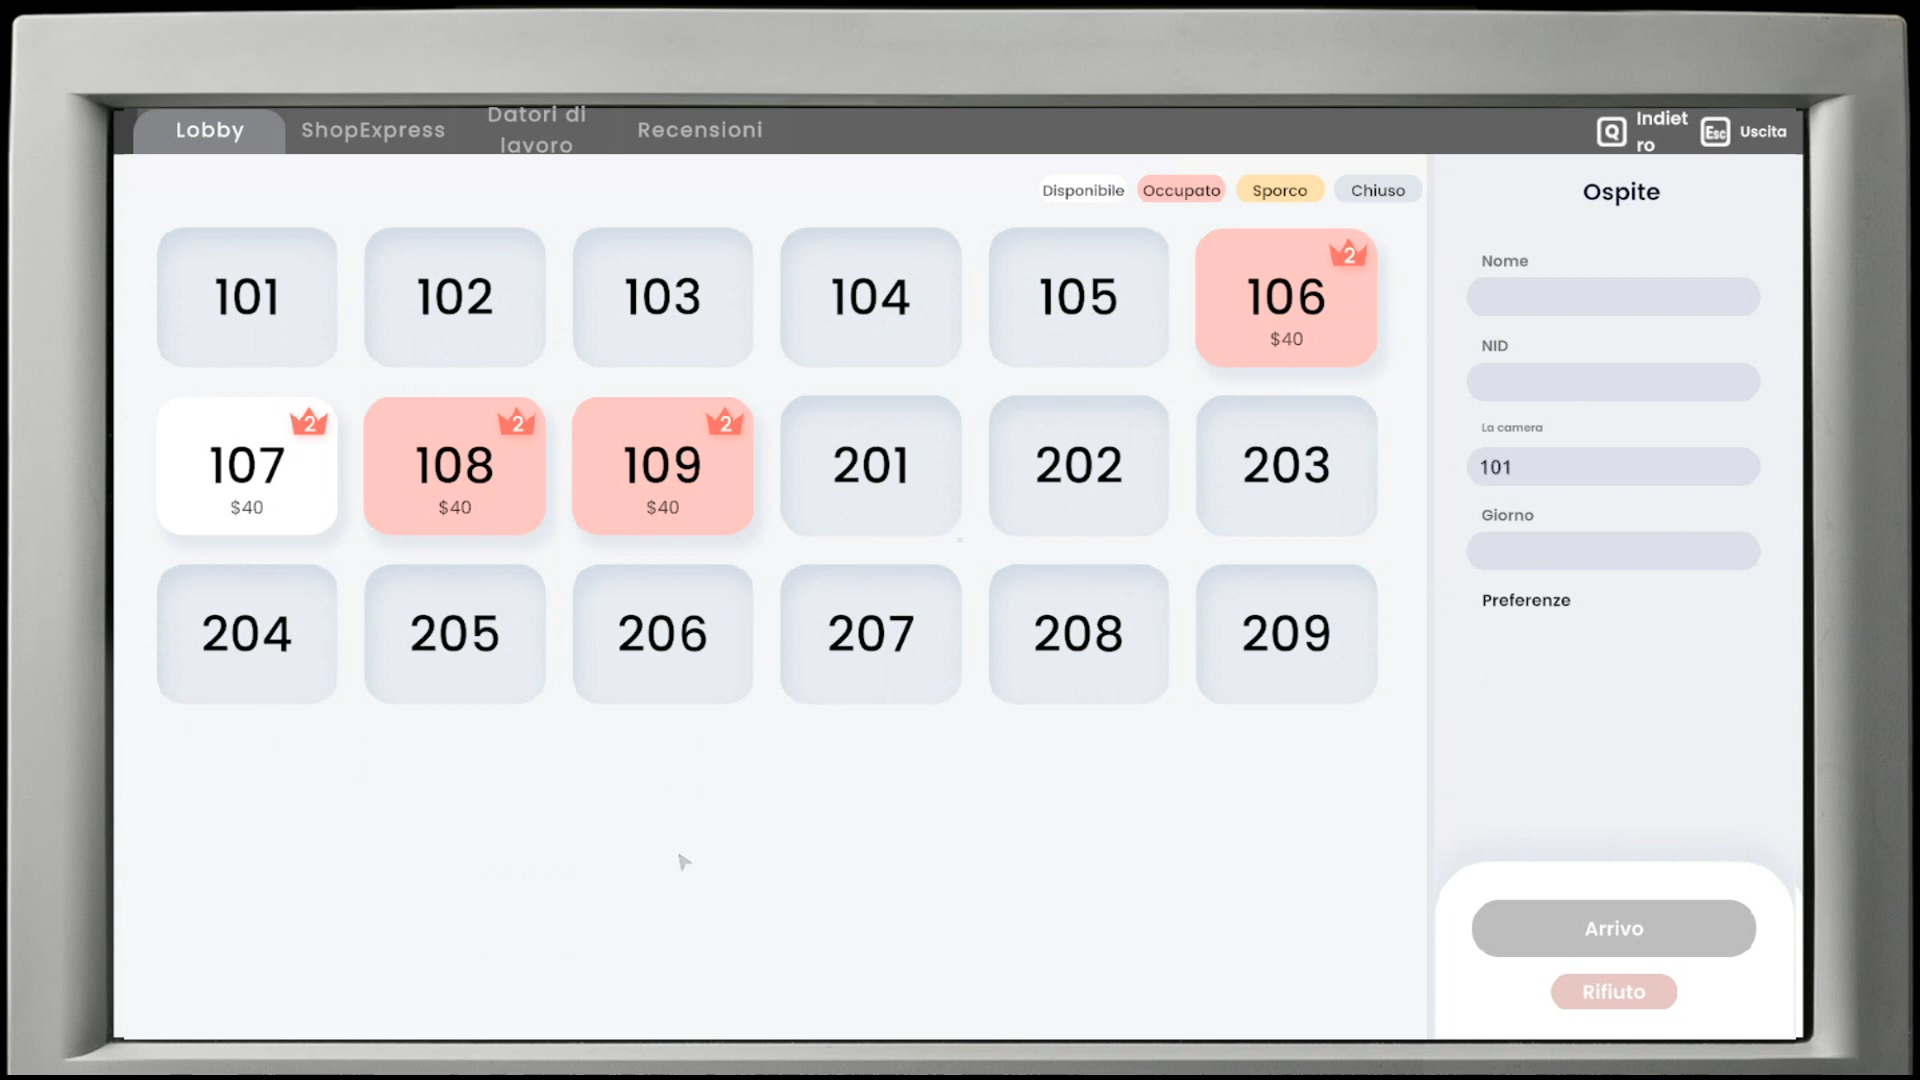 Lobby
ShopExpress
Datori di
lavoro
Recensioni
Q
Indiet
ro
Esc
Uscita
Disponibile
Occupato
Sporco
Chiuso
101
102
103
104
105
2
106
$40
2
107
$40
2
108
$40
2
109
$40
201
202
203
204
205
206
207
208
209
Ospite
Nome
NID
La camera
101
Giorno
Preferenze
Arrivo
Rifiuto